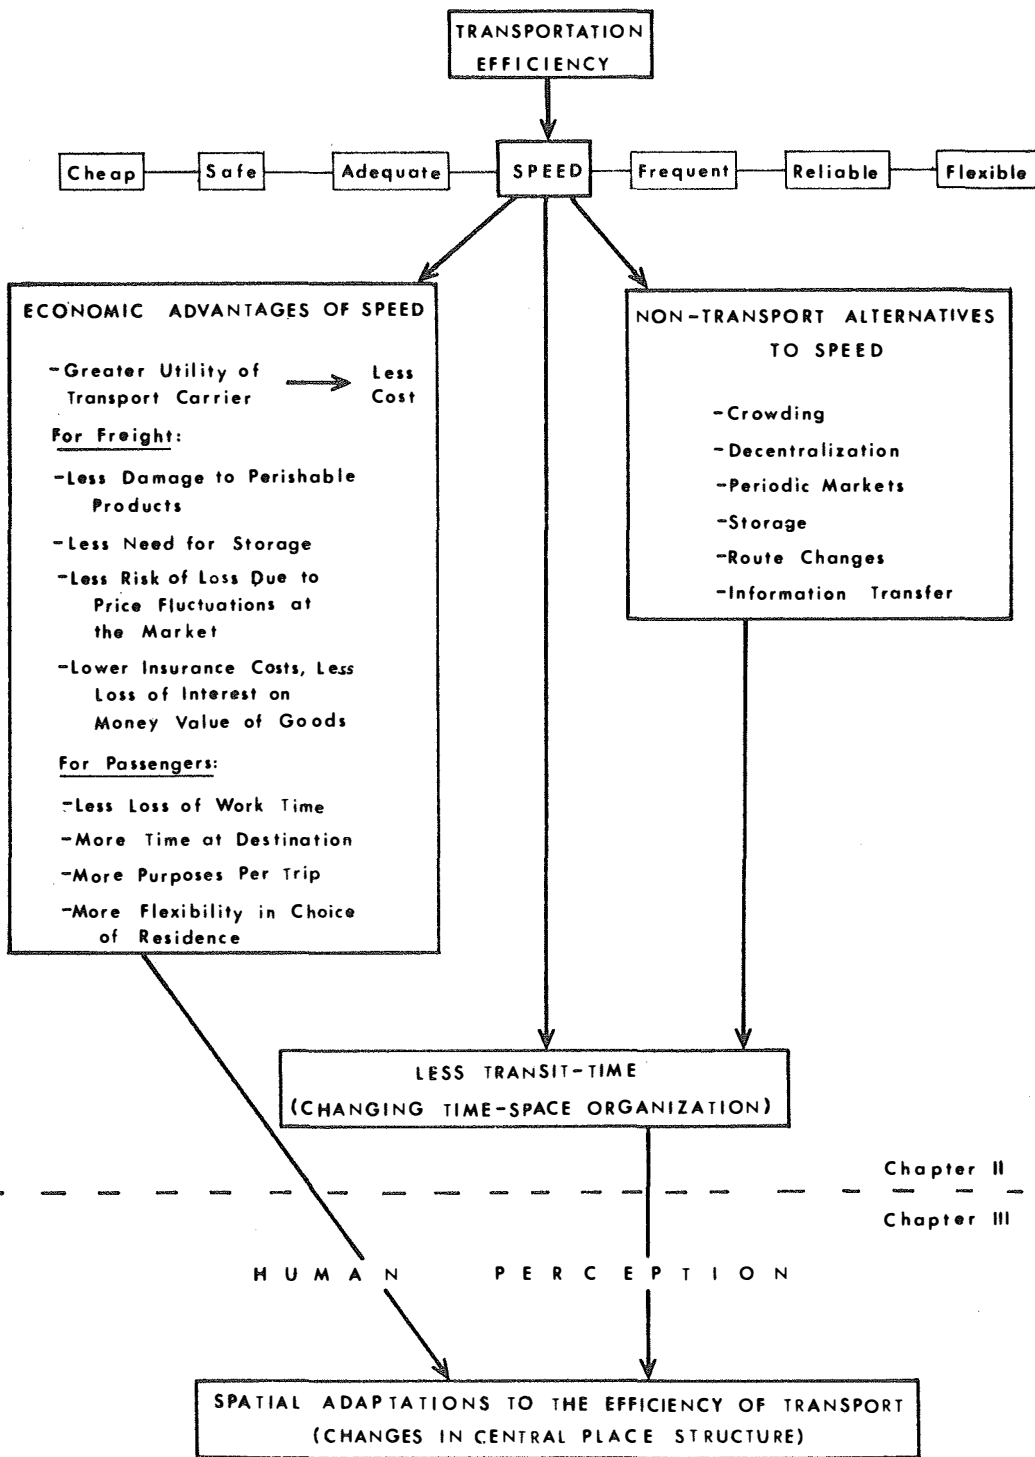 TRANSPORTATION
EFFICIENCY
Cheap
Safe
Adequate
SPEED
Frequent
Reliable
Flexible
ECONOMIC ADVANTAGES OF SPEED
-Greater Utility of
Transport Carrier
Less
Cost
For Freight:
-Less Damage to Perishable
Products
-Less Need for Storage
-Less Risk of Loss Due to
Price Fluctuations at
the Market
-Lower Insurance Costs, Less
Loss of Interest on
Money Value of Goods
For Passengers:
-Less Loss of Work Time
-More Time at Destination
-More Purposes Per Trip
-More Flexibility in Choice
of Residence
NON-TRANSPORT ALTERNATIVES
TO SPEED
-Crowding
-Decentralization
-Periodic Markets
-Storage
-Route Changes
-Information Transfer
LESS TRANSIT-TIME
(CHANGING TIME-SPACE ORGANIZATION)
Chapter II
Chapter III
HUMAN PERCEPTION
SPATIAL ADAPTATIONS TO THE EFFICIENCY OF TRANSPORT
(CHANGES IN CENTRAL PLACE STRUCTURE)